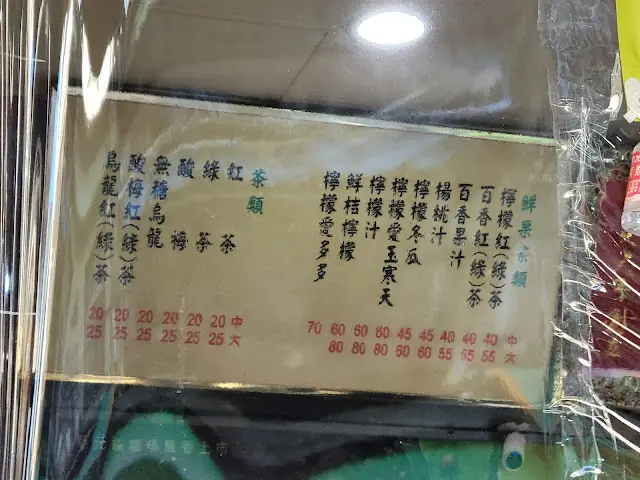 鮮果茶類
中
大
檸檬紅(綠)茶
40
55
百香紅(綠)茶
40
55
百香果汁
40
55
楊桃汁
45
60
檸檬冬瓜
45
60
檸檬愛玉寒天
60
80
檸檬汁
60
80
鮮桔檸檬
60
80
檸檬愛多多
70
茶類
中
大
紅茶
20
25
綠茶
20
25
酸梅
20
25
無糖烏龍
20
25
酸梅紅(綠)茶
20
25
烏龍紅(綠)茶
20
25
上市